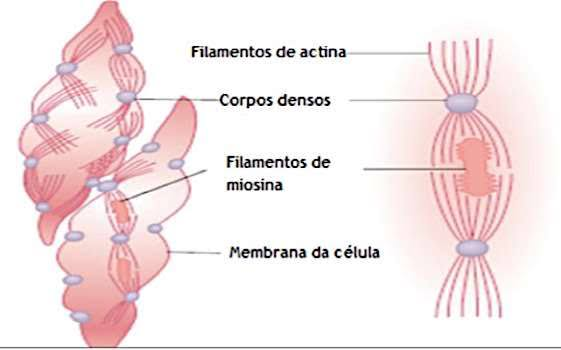 Filamentos de actina
Corpos densos
Filamentos de
miosina
Membrana da célula